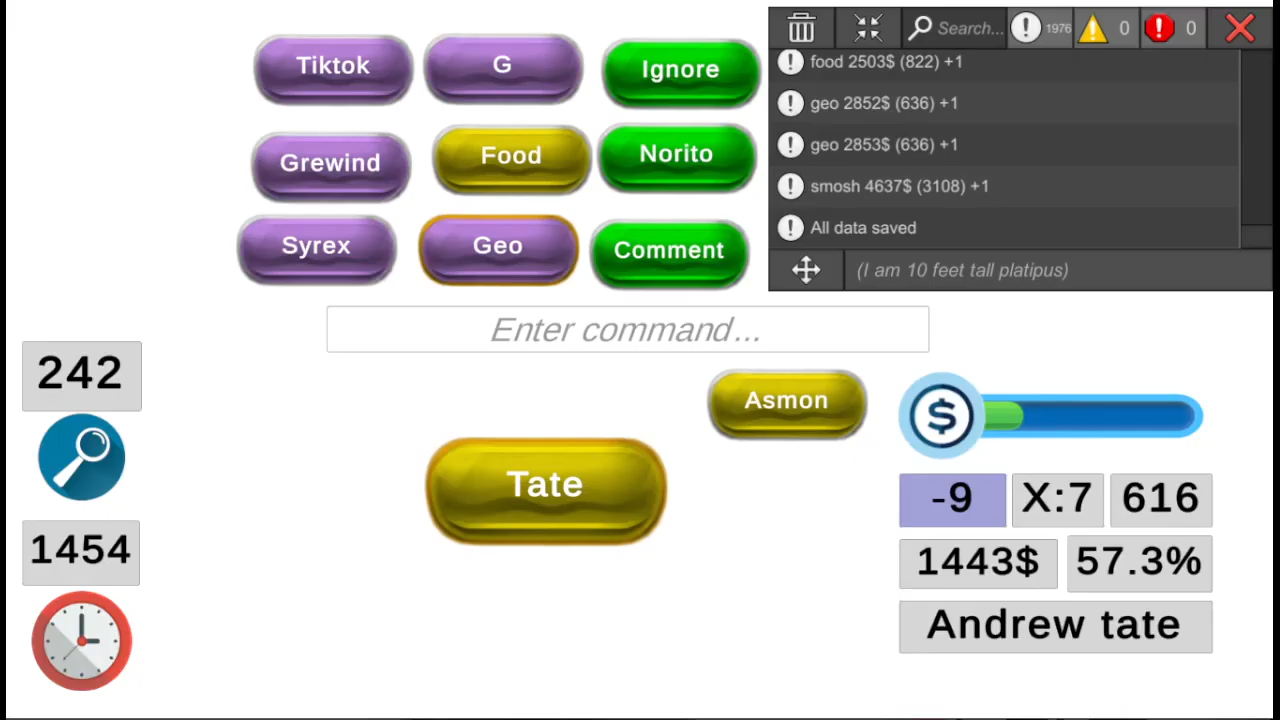 Tiktok
G
Ignore
Grewind
Food
Norito
Syrex
Geo
Comment
Search...
1976
0
0
food 2503$ (822) +1
geo 2852$ (636) +1
geo 2853$ (636) +1
smosh 4637$ (3108) +1
All data saved
(I am 10 feet tall platipus)
Enter command...
242
1454
Asmon
Tate
$
-9
X:7
616
1443$
57.3%
Andrew tate